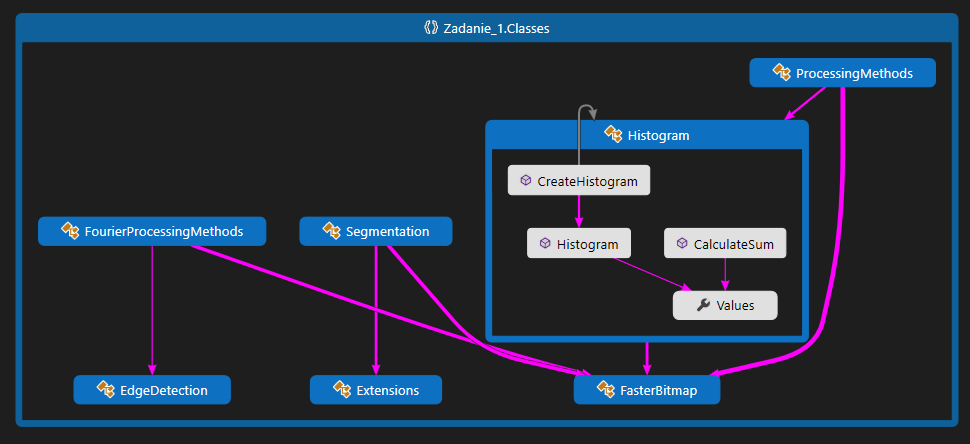 Zadanie_1.Classes
ProcessingMethods
Histogram
CreateHistogram
FourierProcessingMethods
Segmentation
Histogram
CalculateSum
Values
EdgeDetection
Extensions
FasterBitmap